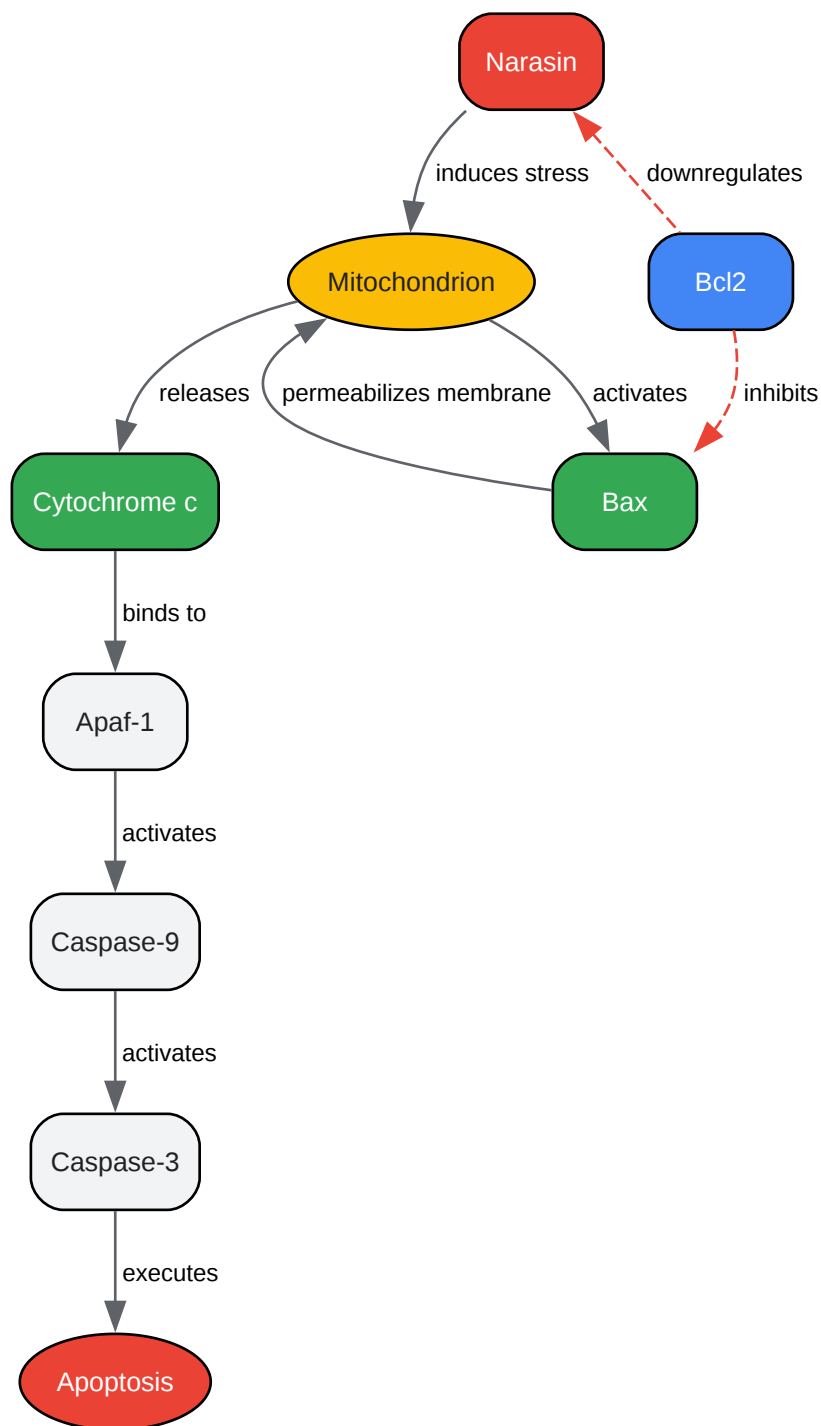 Narasin
induces stress
downregulates
Mitochondrion
Bcl2
releases
permeabilizes membrane
activates
inhibits
Cytochrome c
Bax
binds to
Apaf-1
activates
Caspase-9
activates
Caspase-3
executes
Apoptosis